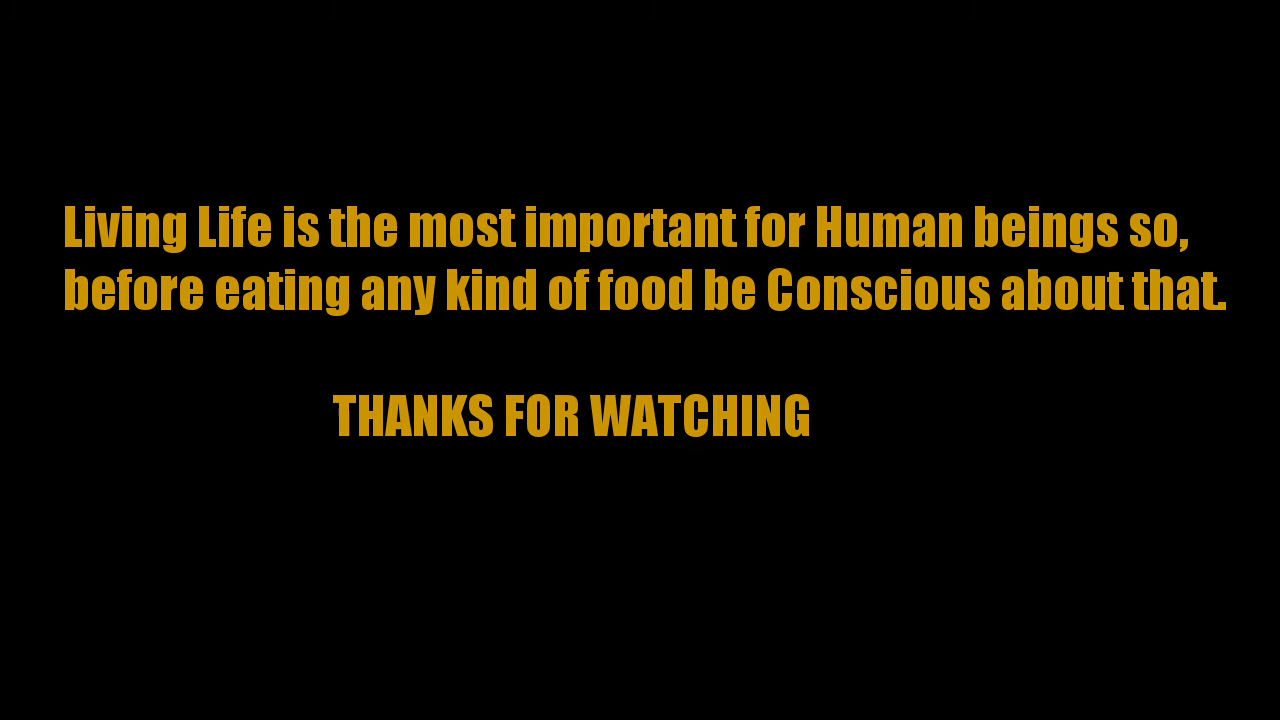 Living Life is the most important for Human beings so,
before eating any kind of food be Conscious about that.
THANKS FOR WATCHING